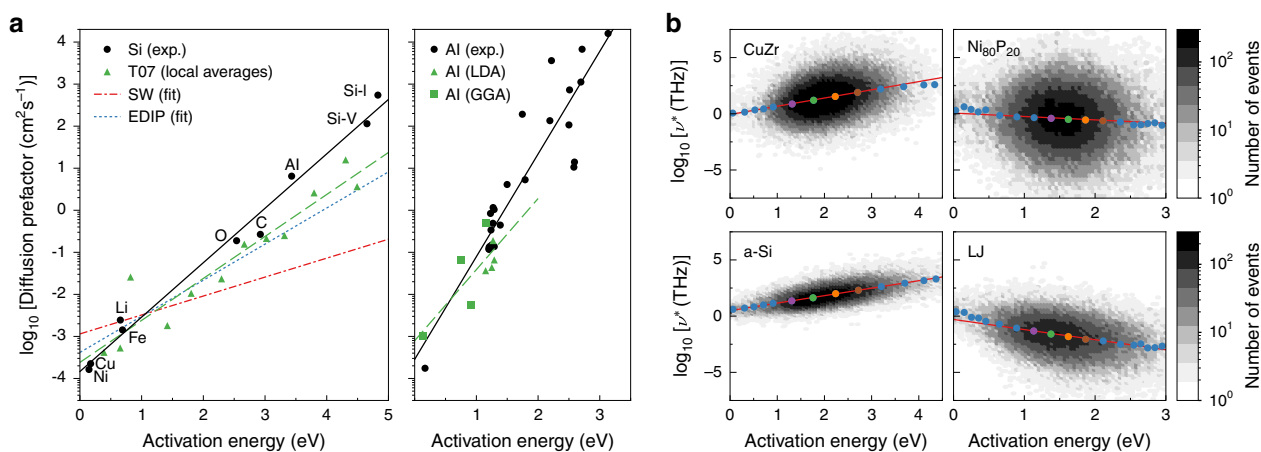 a
Si (exp.)
T07 (local averages)
SW (fit)
EDIP (fit)
Si-I
Si-V
Al
O
C
Li
Fe
Cu
Ni
4
3
2
1
0
-1
-2
-3
-4
log10 [Diffusion prefactor (cm2s–1)]
0 1 2 3 4 5
Activation energy (eV)
Al (exp.)
Al (LDA)
Al (GGA)
1 2 3
Activation energy (eV)
b
CuZr
5
0
–5
log10 [ν* (THz)]
0 1 2 3 4
Ni80P20
0 1 2 3
10²
10¹
10⁰
Number of events
a-Si
5
0
–5
log10 [ν* (THz)]
0 1 2 3 4
Activation energy (eV)
LJ
0 1 2 3
Activation energy (eV)
10²
10¹
10⁰
Number of events